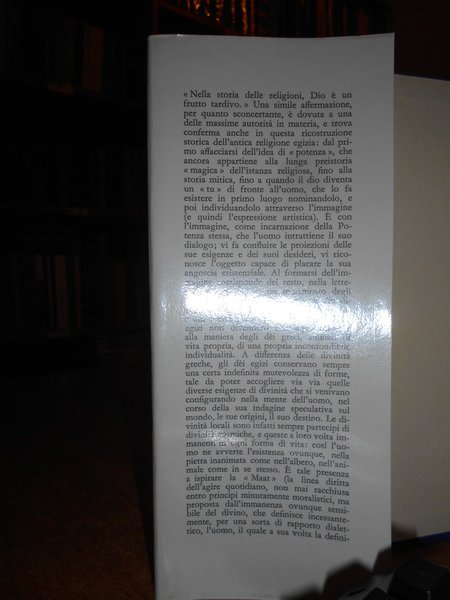 « Nella storia delle religioni, Dio è un
frutto tardivo. » Una simile affermazione,
per quanto sconcertante, è dovuta a una
delle massime autorità in materia, e trova
conferma anche in questa ricostruzione
storica dell'antica religione egizia: dal pri-
mo affacciarsi dell'idea di « potenza », che
ancora appartiene alla lunga preistoria
« magica » dell'istanza religiosa, fino alla
storia mitica, fino a quando il dio diventa
un « tu » di fronte all'uomo, che lo fa
esistere in primo luogo nominandolo, e
poi individuandolo attraverso l'immagine
(e quindi l'espressione artistica). È con
l'immagine, come incarnazione della Po-
tenza stessa, che l'uomo intrattiene il suo
dialogo; vi fa confluire le proiezioni delle
sue esigenze e dei suoi desideri, vi rico-
nosce l'oggetto capace di placare la sua
angoscia esistenziale. Al formarsi dell'im-
magine corrisponde del resto, nella lette-
degli
egizi non
alla maniera degli dèi greci,
vita propria, di una propria inconfondibile
individualità. A differenza delle divinità
greche, gli dèi egizi conservano sempre
una certa indefinita mutevolezza di forme,
tale da poter accogliere via via quelle
diverse esigenze di divinità che si venivano
configurando nella mente dell'uomo, nel
corso della sua indagine speculativa sul
mondo, le sue origini, il suo destino. Le di-
vinità locali sono infatti sempre partecipi di
divinità cosmiche, e queste a loro volta im-
manenti in ogni forma di vita: così l'uo-
mo ne avverte l'esistenza ovunque, nella
pietra inanimata come nell'albero, nell'ani-
male come in se stesso. È tale presenza
a ispirare la « Maat » (la linea diritta
dell'agire quotidiano, non mai racchiusa
entro principi minutamente moralistici, ma
proposta dall'immanenza ovunque sensi-
bile del divino, che definisce incessante-
mente, per una sorta di rapporto dialet-
tico, l'uomo, il quale a sua volta la defini-